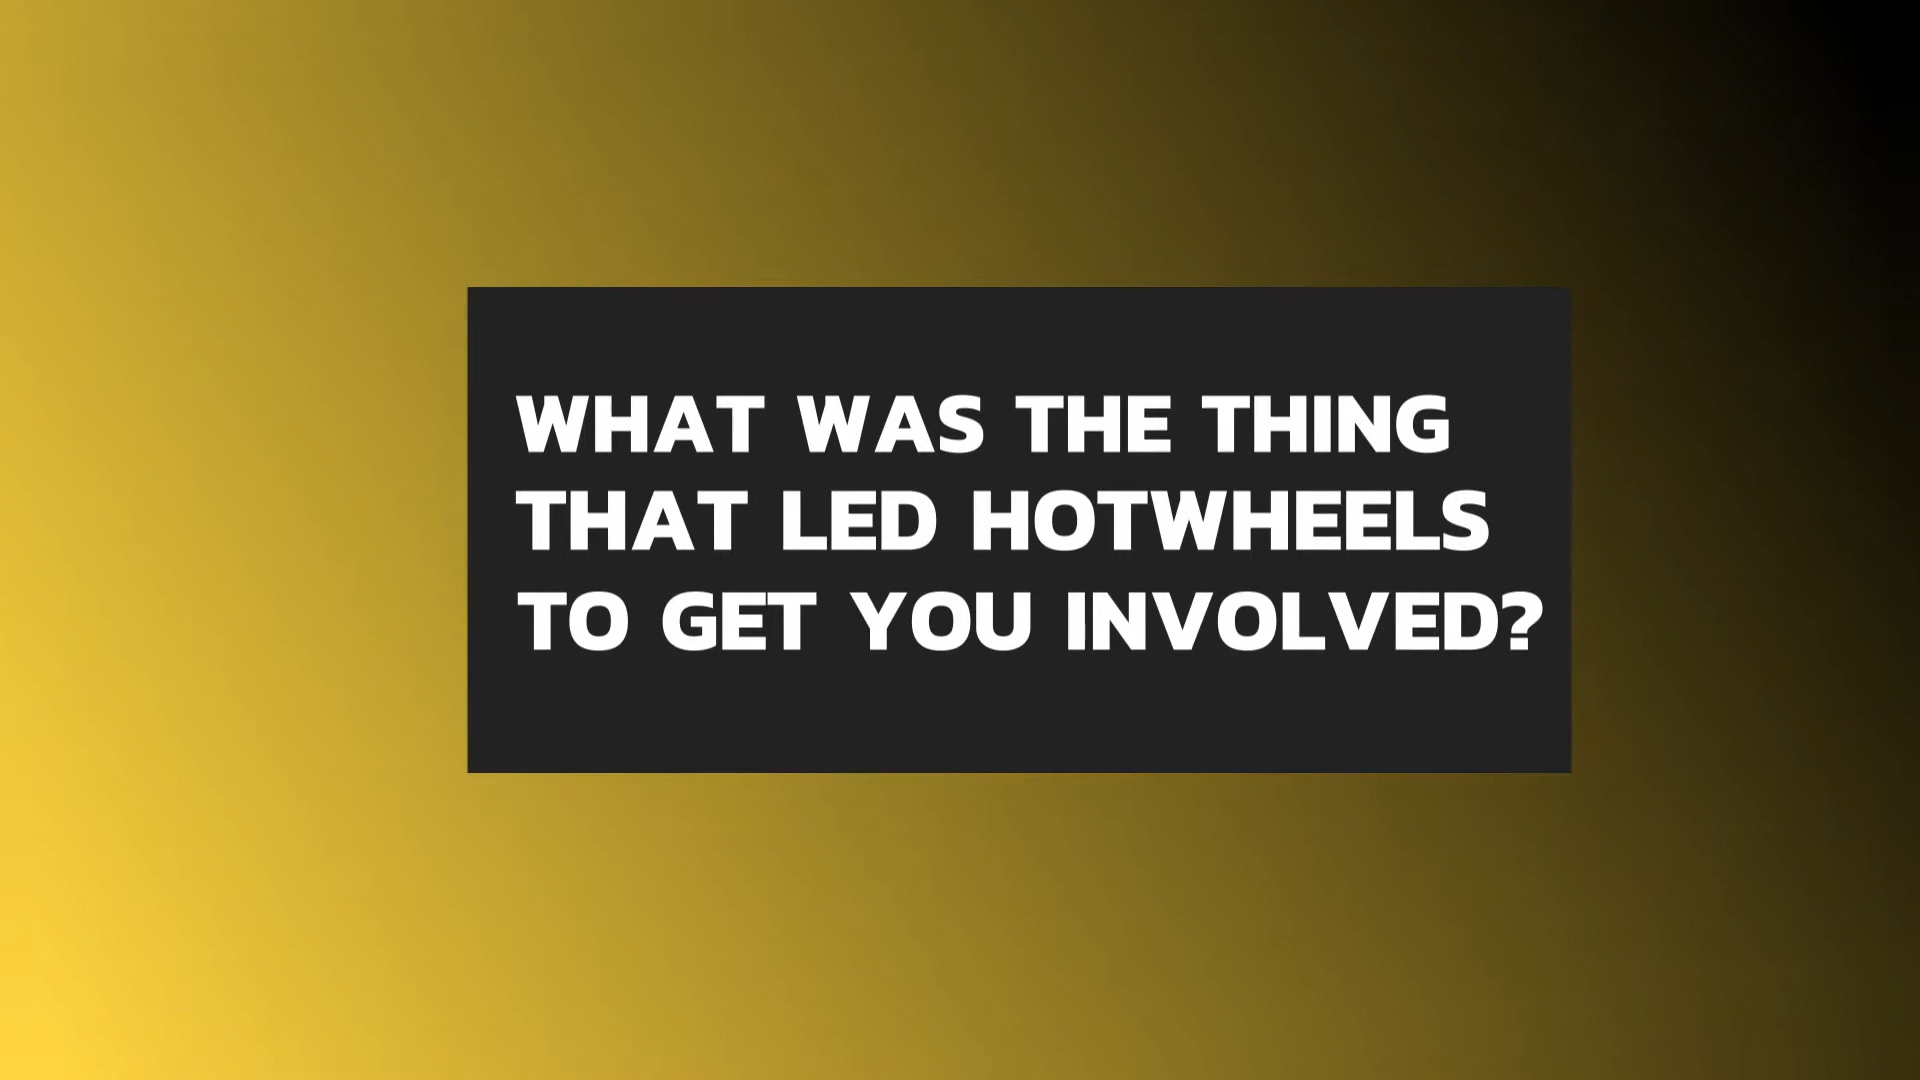 WHAT WAS THE THING
THAT LED HOTWHEELS
TO GET YOU INVOLVED?